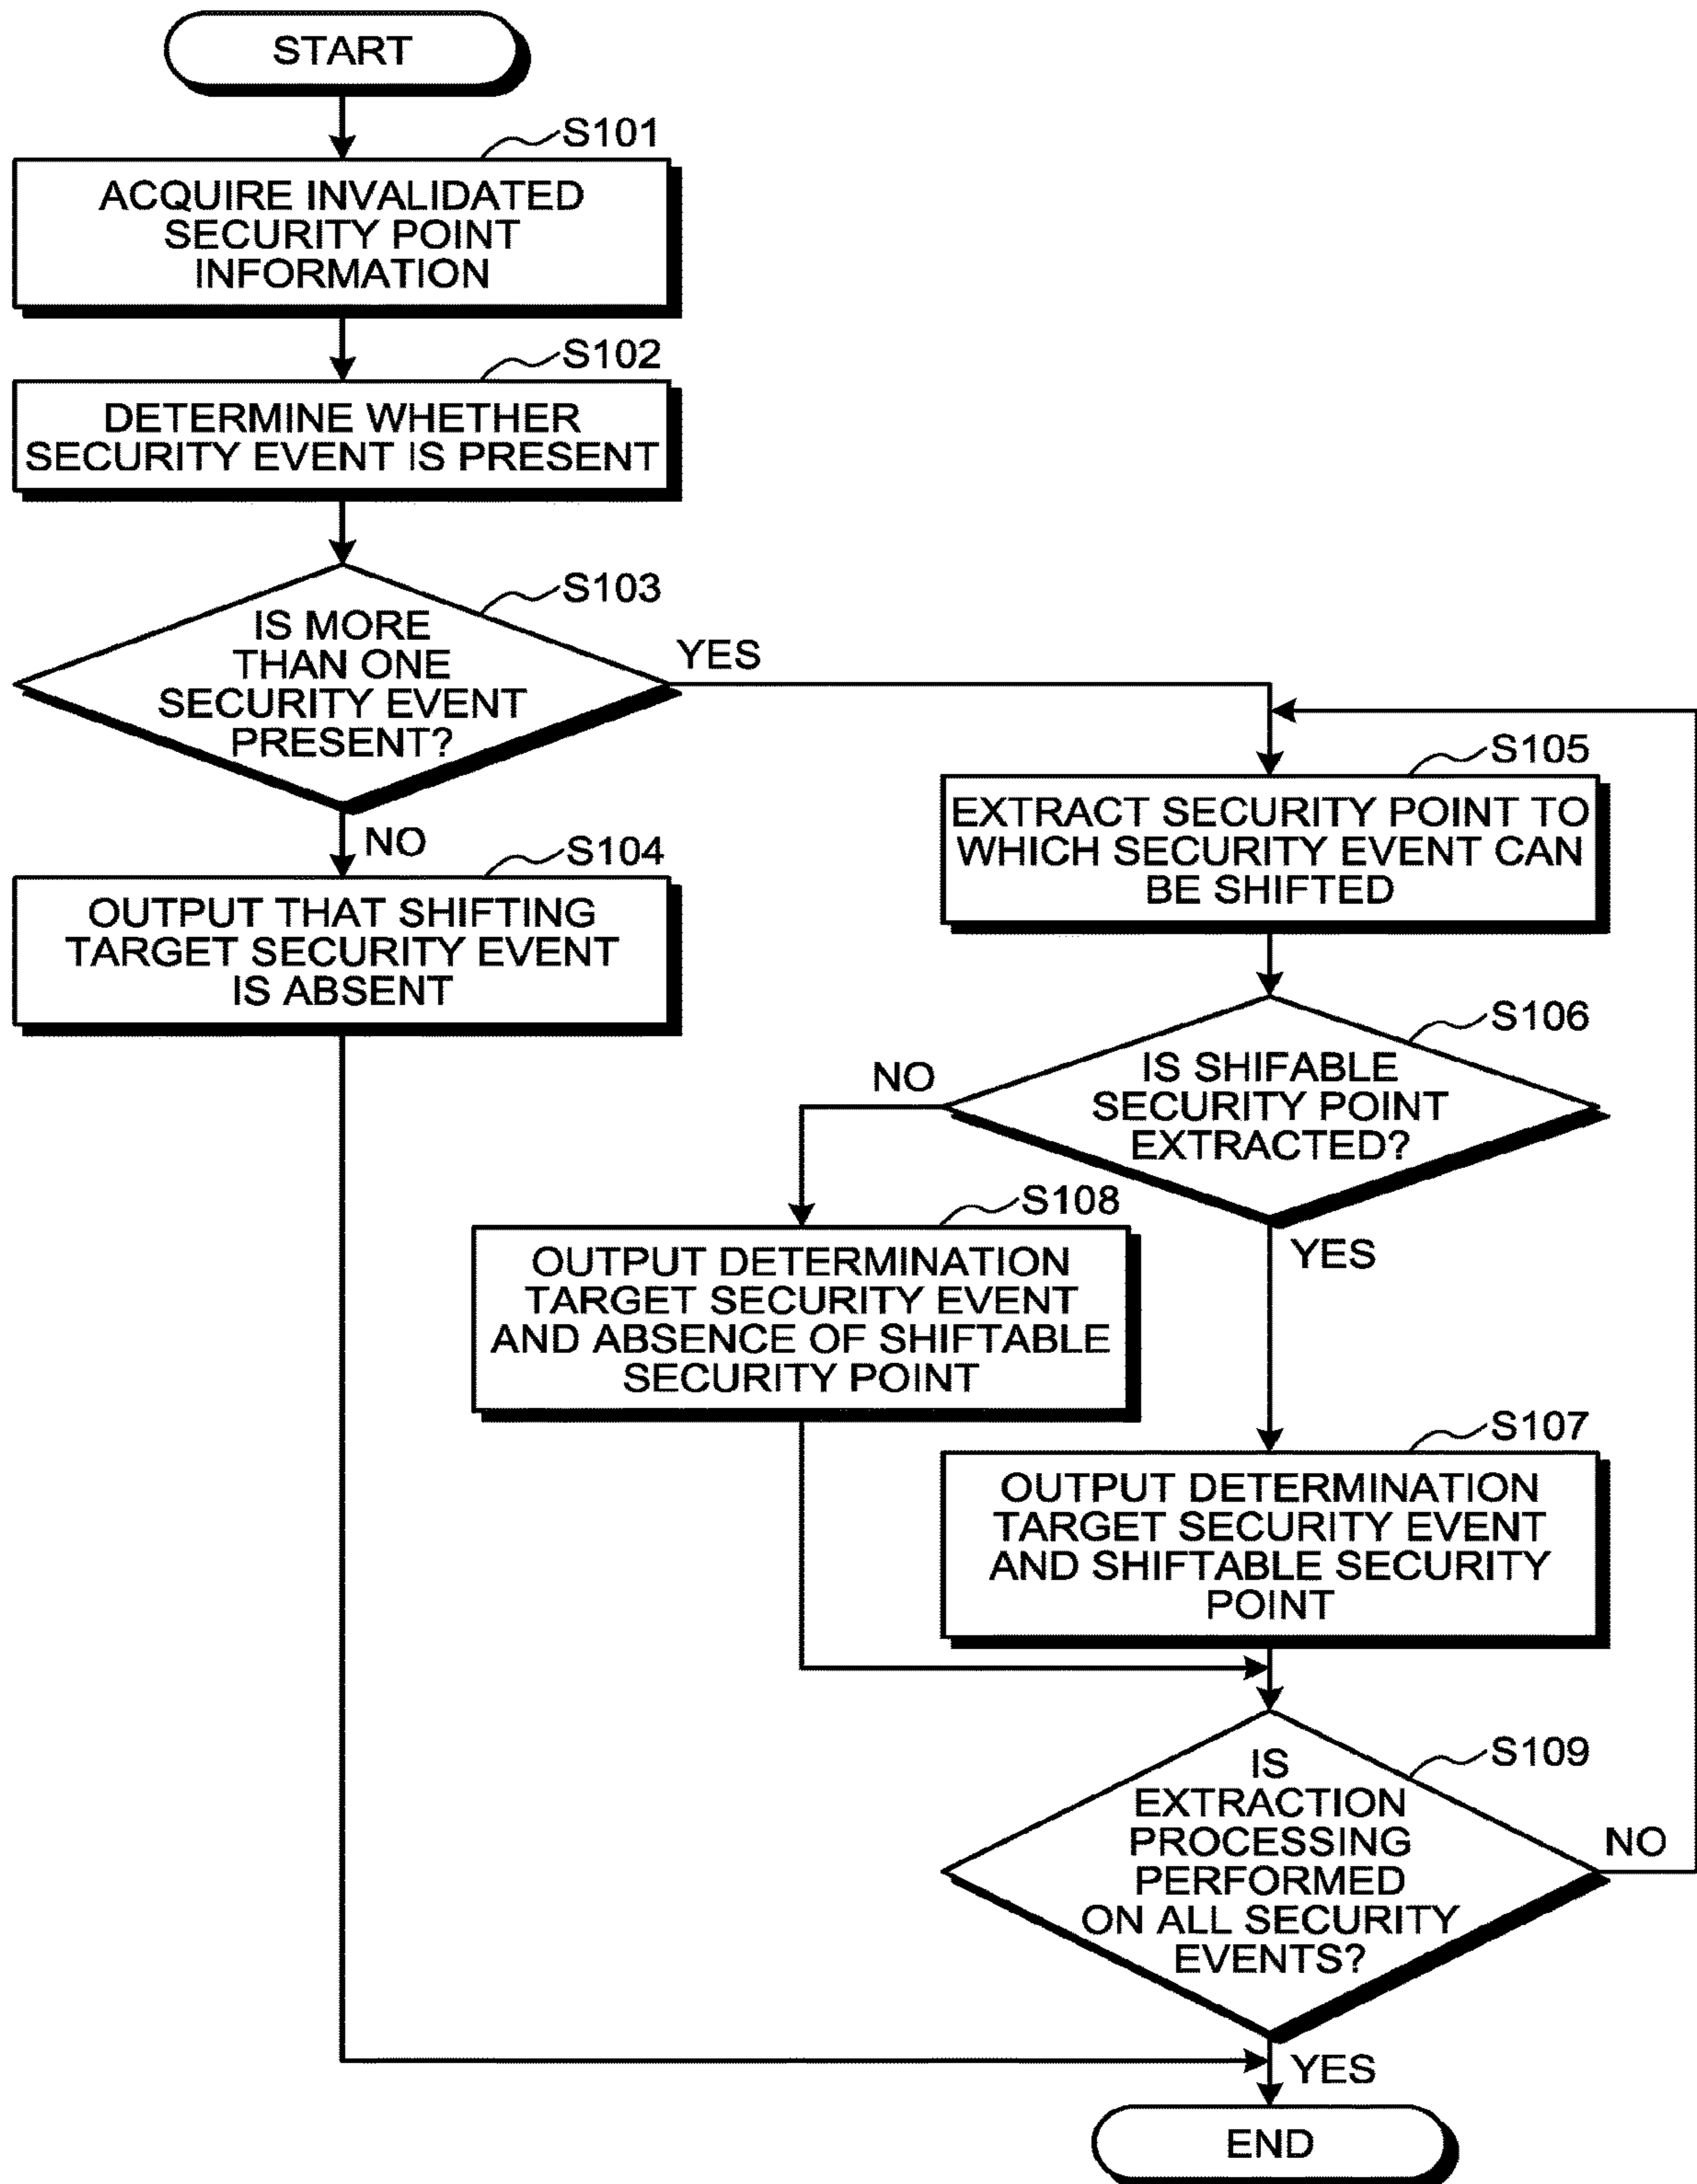 START
S101
ACQUIRE INVALIDATED
SECURITY POINT
INFORMATION
S102
DETERMINE WHETHER
SECURITY EVENT IS PRESENT
S103
IS MORE
THAN ONE
SECURITY EVENT
PRESENT?
YES
NO
S104
OUTPUT THAT SHIFTING
TARGET SECURITY EVENT
IS ABSENT
S105
EXTRACT SECURITY POINT TO
WHICH SECURITY EVENT CAN
BE SHIFTED
S106
IS SHIFABLE
SECURITY POINT
EXTRACTED?
NO
YES
S108
OUTPUT DETERMINATION
TARGET SECURITY EVENT
AND ABSENCE OF SHIFTABLE
SECURITY POINT
S107
OUTPUT DETERMINATION
TARGET SECURITY EVENT
AND SHIFTABLE SECURITY
POINT
S109
IS
EXTRACTION
PROCESSING
PERFORMED
ON ALL SECURITY
EVENTS?
NO
YES
END